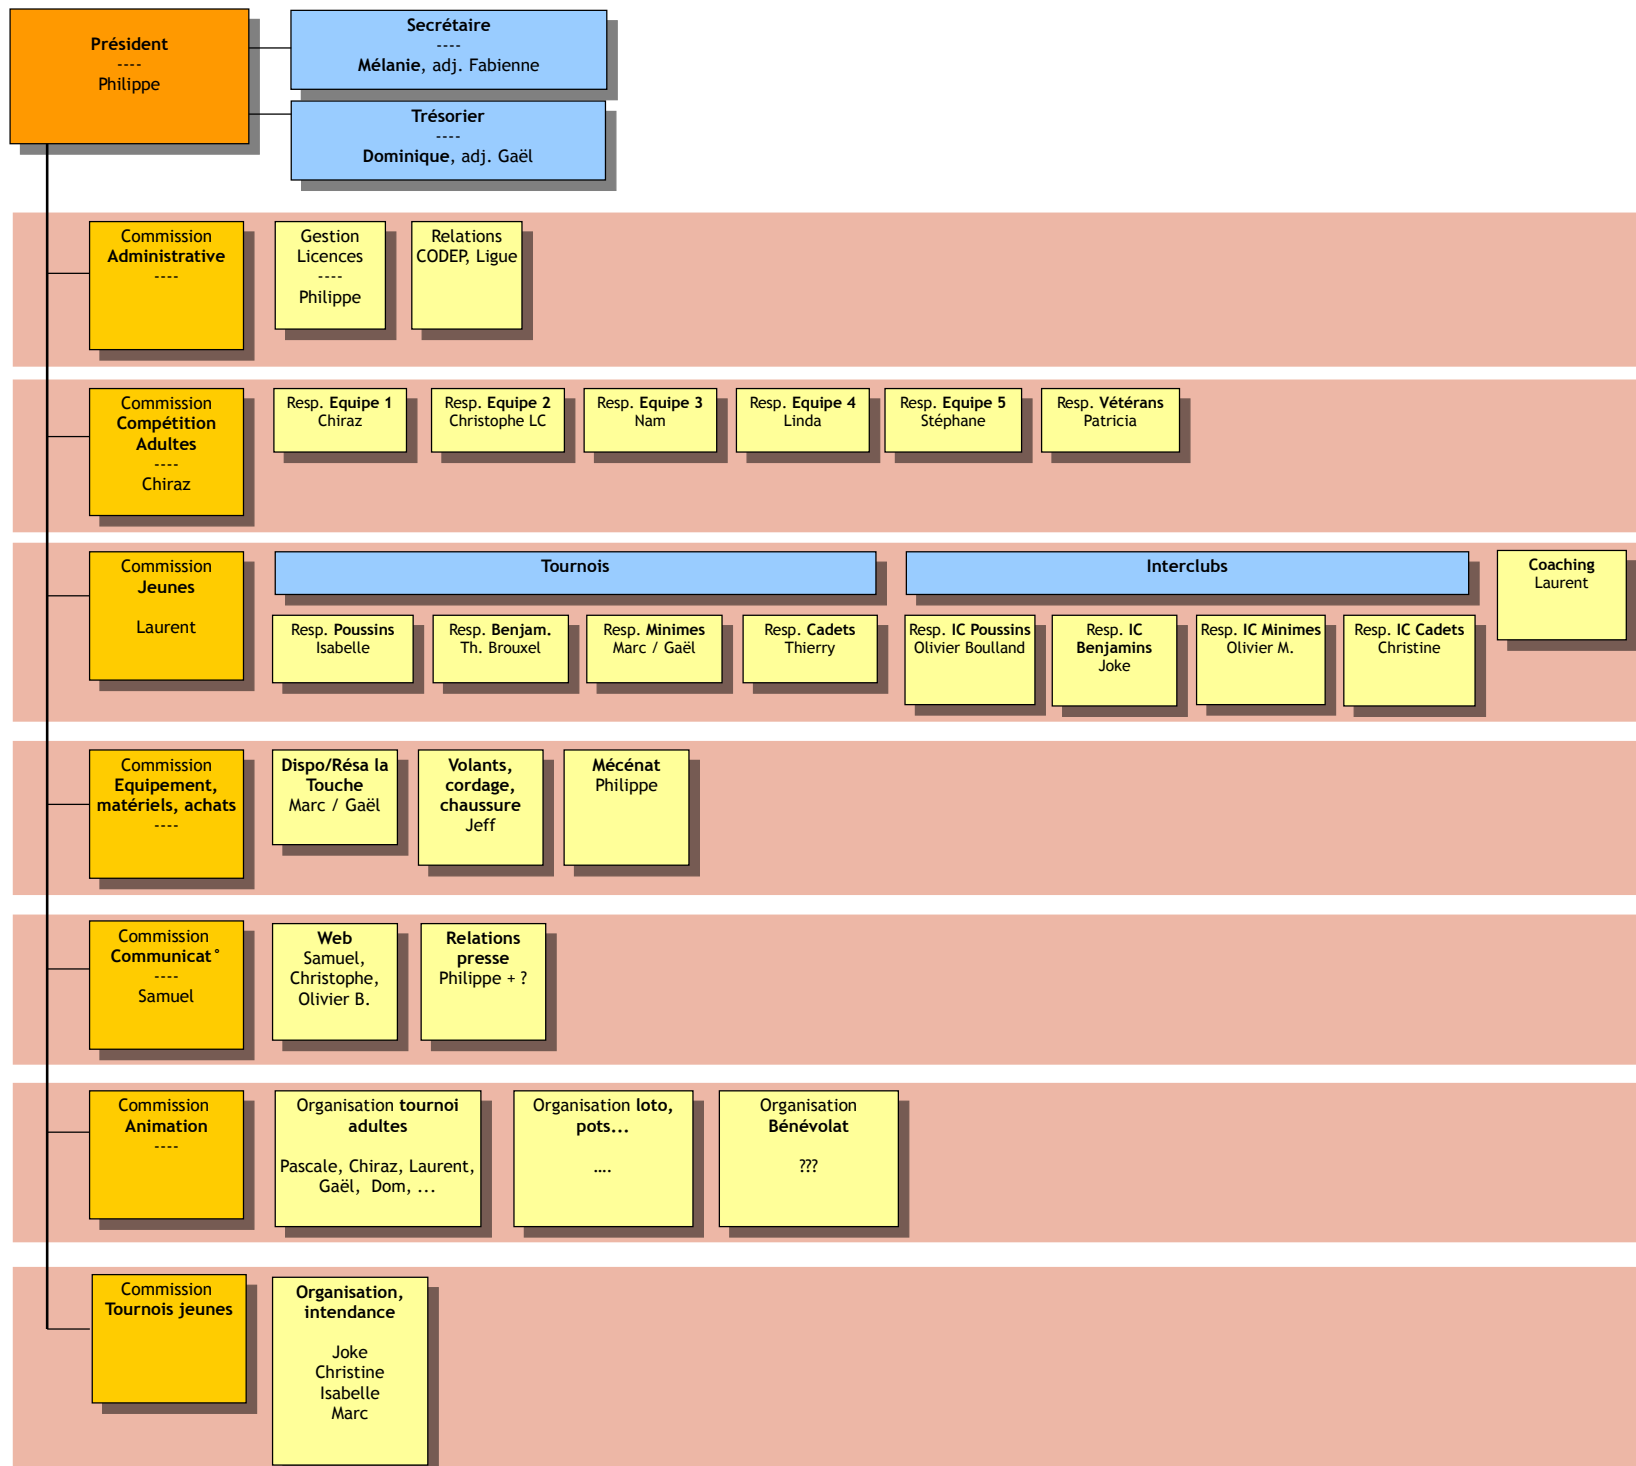 Président
----
Philippe
Secrétaire
----
Mélanie, adj. Fabienne
Trésorier
----
Dominique, adj. Gaël
Commission
Administrative
----
Gestion
Licences
----
Philippe
Relations
CODEP, Ligue
Commission
Compétition
Adultes
----
Chiraz
Resp. Equipe 1
Chiraz
Resp. Equipe 2
Christophe LC
Resp. Equipe 3
Nam
Resp. Equipe 4
Linda
Resp. Equipe 5
Stéphane
Resp. Vétérans
Patricia
Commission
Jeunes
Laurent
Tournois
Resp. Poussins
Isabelle
Resp. Benjam.
Th. Brouxel
Resp. Minimes
Marc / Gaël
Resp. Cadets
Thierry
Interclubs
Resp. IC Poussins
Olivier Boulland
Resp. IC
Benjamins
Joke
Resp. IC Minimes
Olivier M.
Resp. IC Cadets
Christine
Coaching
Laurent
Commission
Equipement,
matériels, achats
----
Dispo/Résa la
Touche
Marc / Gaël
Volants,
cordage,
chaussure
Jeff
Mécénat
Philippe
Commission
Communicat°
----
Samuel
Web
Samuel,
Christophe,
Olivier B.
Relations
presse
Philippe + ?
Commission
Animation
----
Organisation tournoi
adultes
Pascale, Chiraz, Laurent,
Gaël, Dom, ...
Organisation loto,
pots...
....
Organisation
Bénévolat
???
Commission
Tournois jeunes
Organisation,
intendance
Joke
Christine
Isabelle
Marc